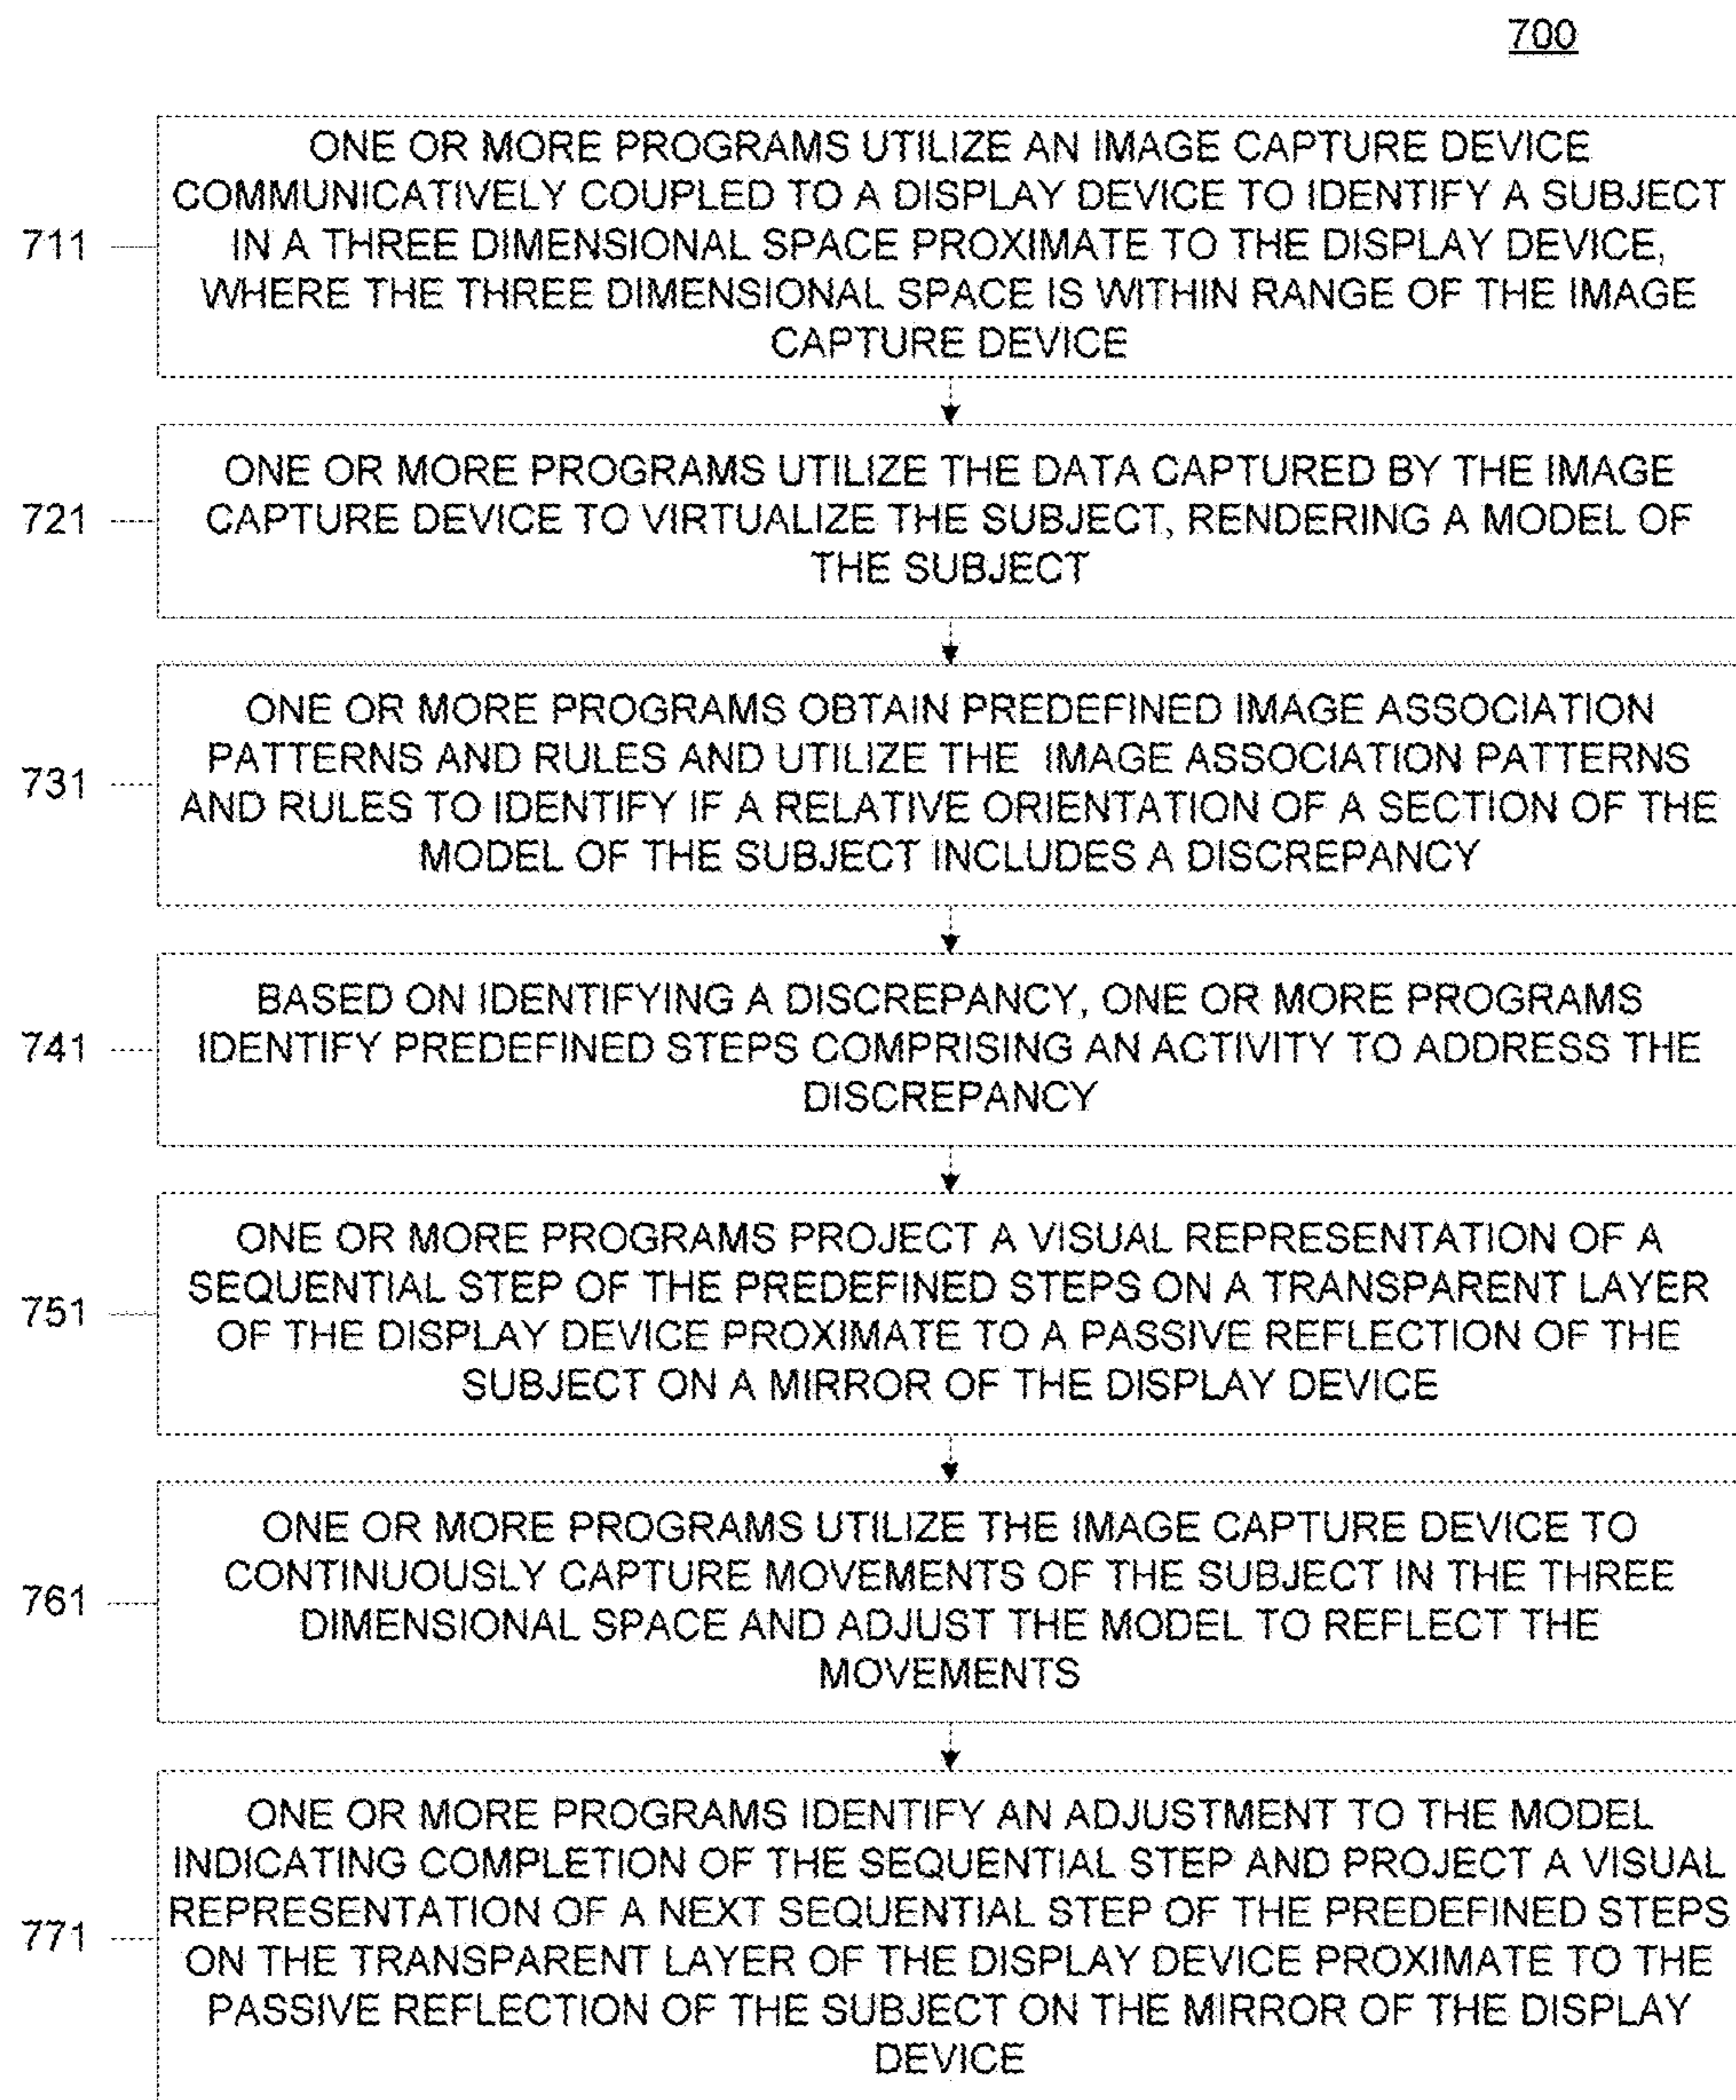 700
ONE OR MORE PROGRAMS UTILIZE AN IMAGE CAPTURE DEVICE
COMMUNICATIVELY COUPLED TO A DISPLAY DEVICE TO IDENTIFY A SUBJECT
711
IN A THREE DIMENSIONAL SPACE PROXIMATE TO THE DISPLAY DEVICE,
WHERE THE THREE DIMENSIONAL SPACE IS WITHIN RANGE OF THE IMAGE
CAPTURE DEVICE
ONE OR MORE PROGRAMS UTILIZE THE DATA CAPTURED BY THE IMAGE
721
CAPTURE DEVICE TO VIRTUALIZE THE SUBJECT, RENDERING A MODEL OF
THE SUBJECT
ONE OR MORE PROGRAMS OBTAIN PREDEFINED IMAGE ASSOCIATION
PATTERNS AND RULES AND UTILIZE THE IMAGE ASSOCIATION PATTERNS
731
AND RULES TO IDENTIFY IF A RELATIVE ORIENTATION OF A SECTION OF THE
MODEL OF THE SUBJECT INCLUDES A DISCREPANCY
BASED ON IDENTIFYING A DISCREPANCY, ONE OR MORE PROGRAMS
741
IDENTIFY PREDEFINED STEPS COMPRISING AN ACTIVITY TO ADDRESS THE
DISCREPANCY
ONE OR MORE PROGRAMS PROJECT A VISUAL REPRESENTATION OF A
SEQUENTIAL STEP OF THE PREDEFINED STEPS ON A TRANSPARENT LAYER
751
OF THE DISPLAY DEVICE PROXIMATE TO A PASSIVE REFLECTION OF THE
SUBJECT ON A MIRROR OF THE DISPLAY DEVICE
ONE OR MORE PROGRAMS UTILIZE THE IMAGE CAPTURE DEVICE TO
CONTINUOUSLY CAPTURE MOVEMENTS OF THE SUBJECT IN THE THREE
761
DIMENSIONAL SPACE AND ADJUST THE MODEL TO REFLECT THE
MOVEMENTS
ONE OR MORE PROGRAMS IDENTIFY AN ADJUSTMENT TO THE MODEL
INDICATING COMPLETION OF THE SEQUENTIAL STEP AND PROJECT A VISUAL
REPRESENTATION OF A NEXT SEQUENTIAL STEP OF THE PREDEFINED STEPS
771
ON THE TRANSPARENT LAYER OF THE DISPLAY DEVICE PROXIMATE TO THE
PASSIVE REFLECTION OF THE SUBJECT ON THE MIRROR OF THE DISPLAY
DEVICE